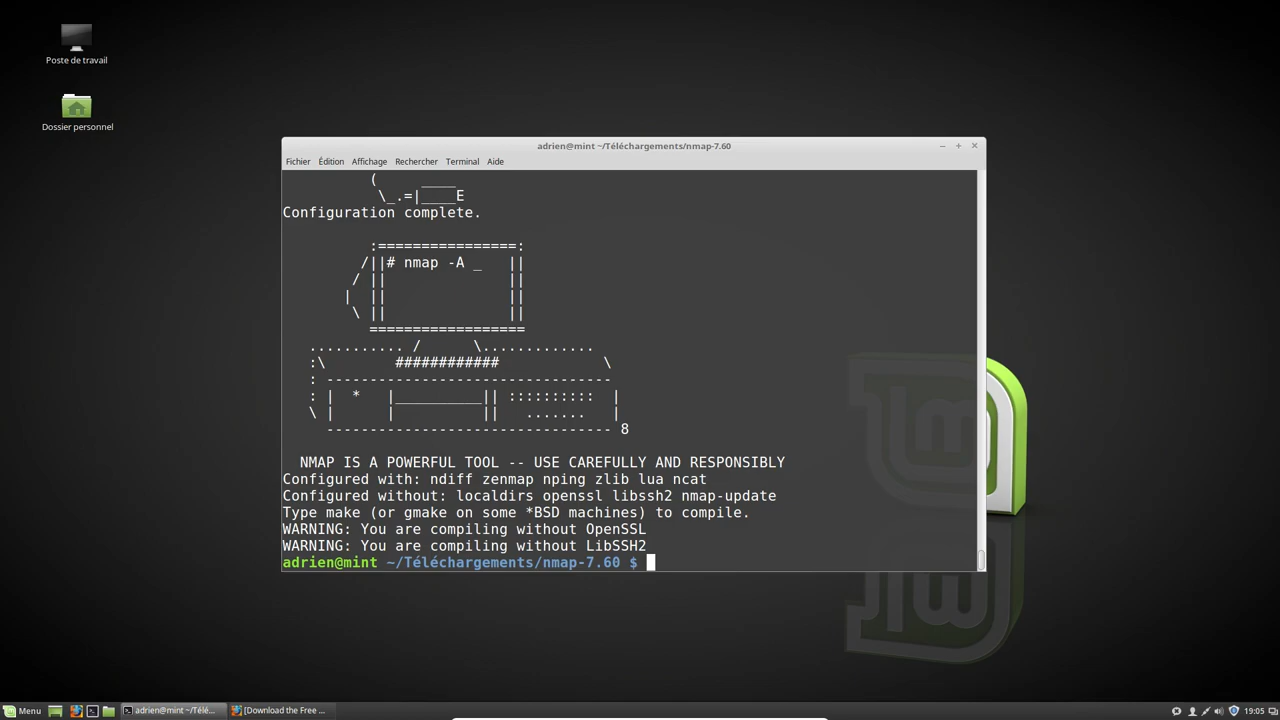 Poste de travail
Dossier personnel
adrien@mint ~/Téléchargements/nmap-7.60
Fichier Édition Affichage Rechercher Terminal Aide
            (     ____
           \_.=|____E
Configuration complete.
          :================:
         /||# nmap -A _   ||
        / ||              ||
       |  ||              ||
        \ ||              ||
          ==================
   ........... /      \.............
   :\        ############            \
   : ---------------------------------
   : |  *   |__________|| ::::::::::  |
   \ |      |          ||   .......   |
     --------------------------------- 8
  NMAP IS A POWERFUL TOOL -- USE CAREFULLY AND RESPONSIBLY
Configured with: ndiff zenmap nping zlib lua ncat
Configured without: localdirs openssl libssh2 nmap-update
Type make (or gmake on some *BSD machines) to compile.
WARNING: You are compiling without OpenSSL
WARNING: You are compiling without LibSSH2
adrien@mint ~/Téléchargements/nmap-7.60 $
Menu adrien@mint ~/Télé... [Download the Free ... 19:05